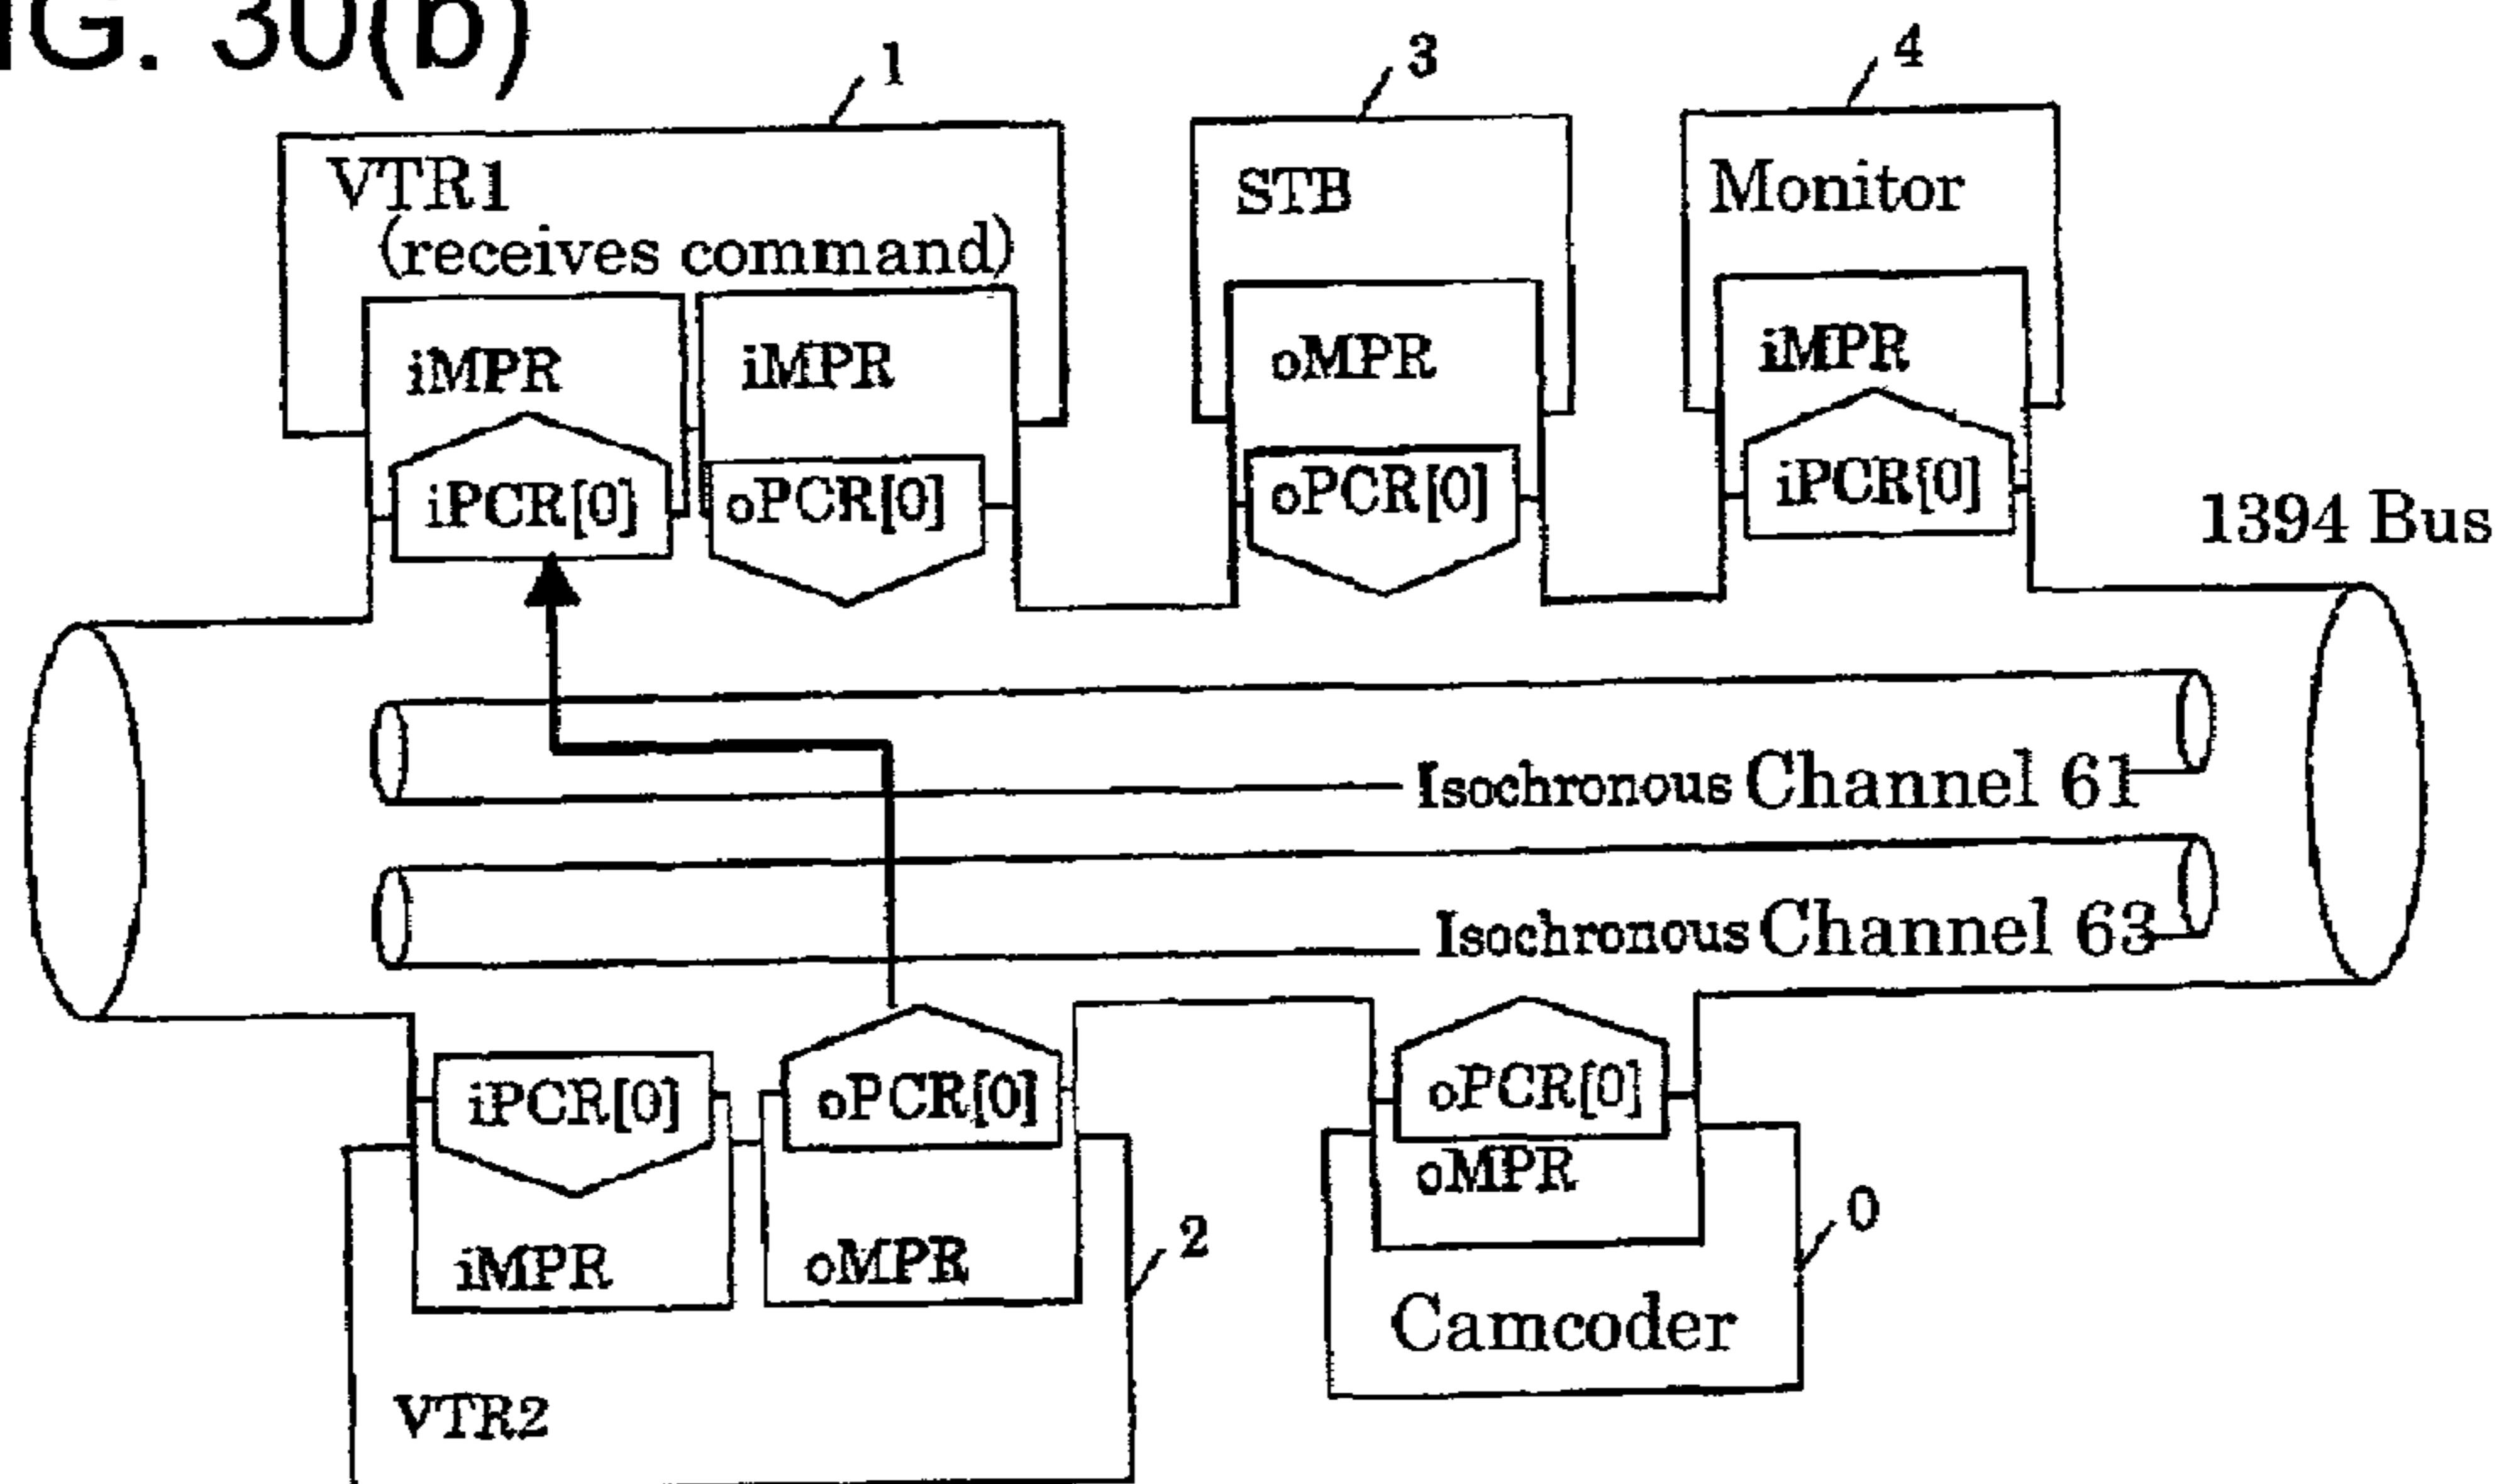 FIG. 30(b)
1
3
4
VTR1
(receives command)
STB
Monitor
iMPR
iMPR
oMPR
iMPR
iPCR[0]
oPCR[0]
oPCR[0]
iPCR[0]
1394 Bus
Isochronous Channel 61
Isochronous Channel 63
iPCR[0]
oPCR[0]
oPCR[0]
oMPR
iMPR
oMPR
2
0
Camcoder
VTR2